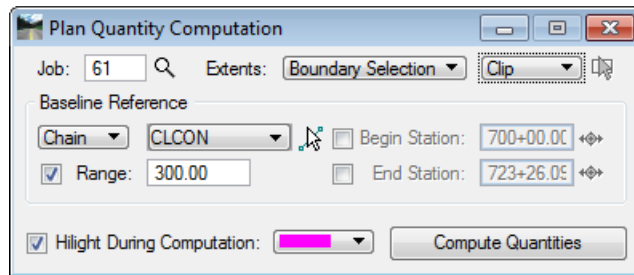 Plan Quantity Computation
Job: 61 Extents: Boundary Selection Clip
Baseline Reference
Chain CLCON Begin Station: 700+00.00
Range: 300.00 End Station: 723+26.09
Hilight During Computation: Compute Quantities